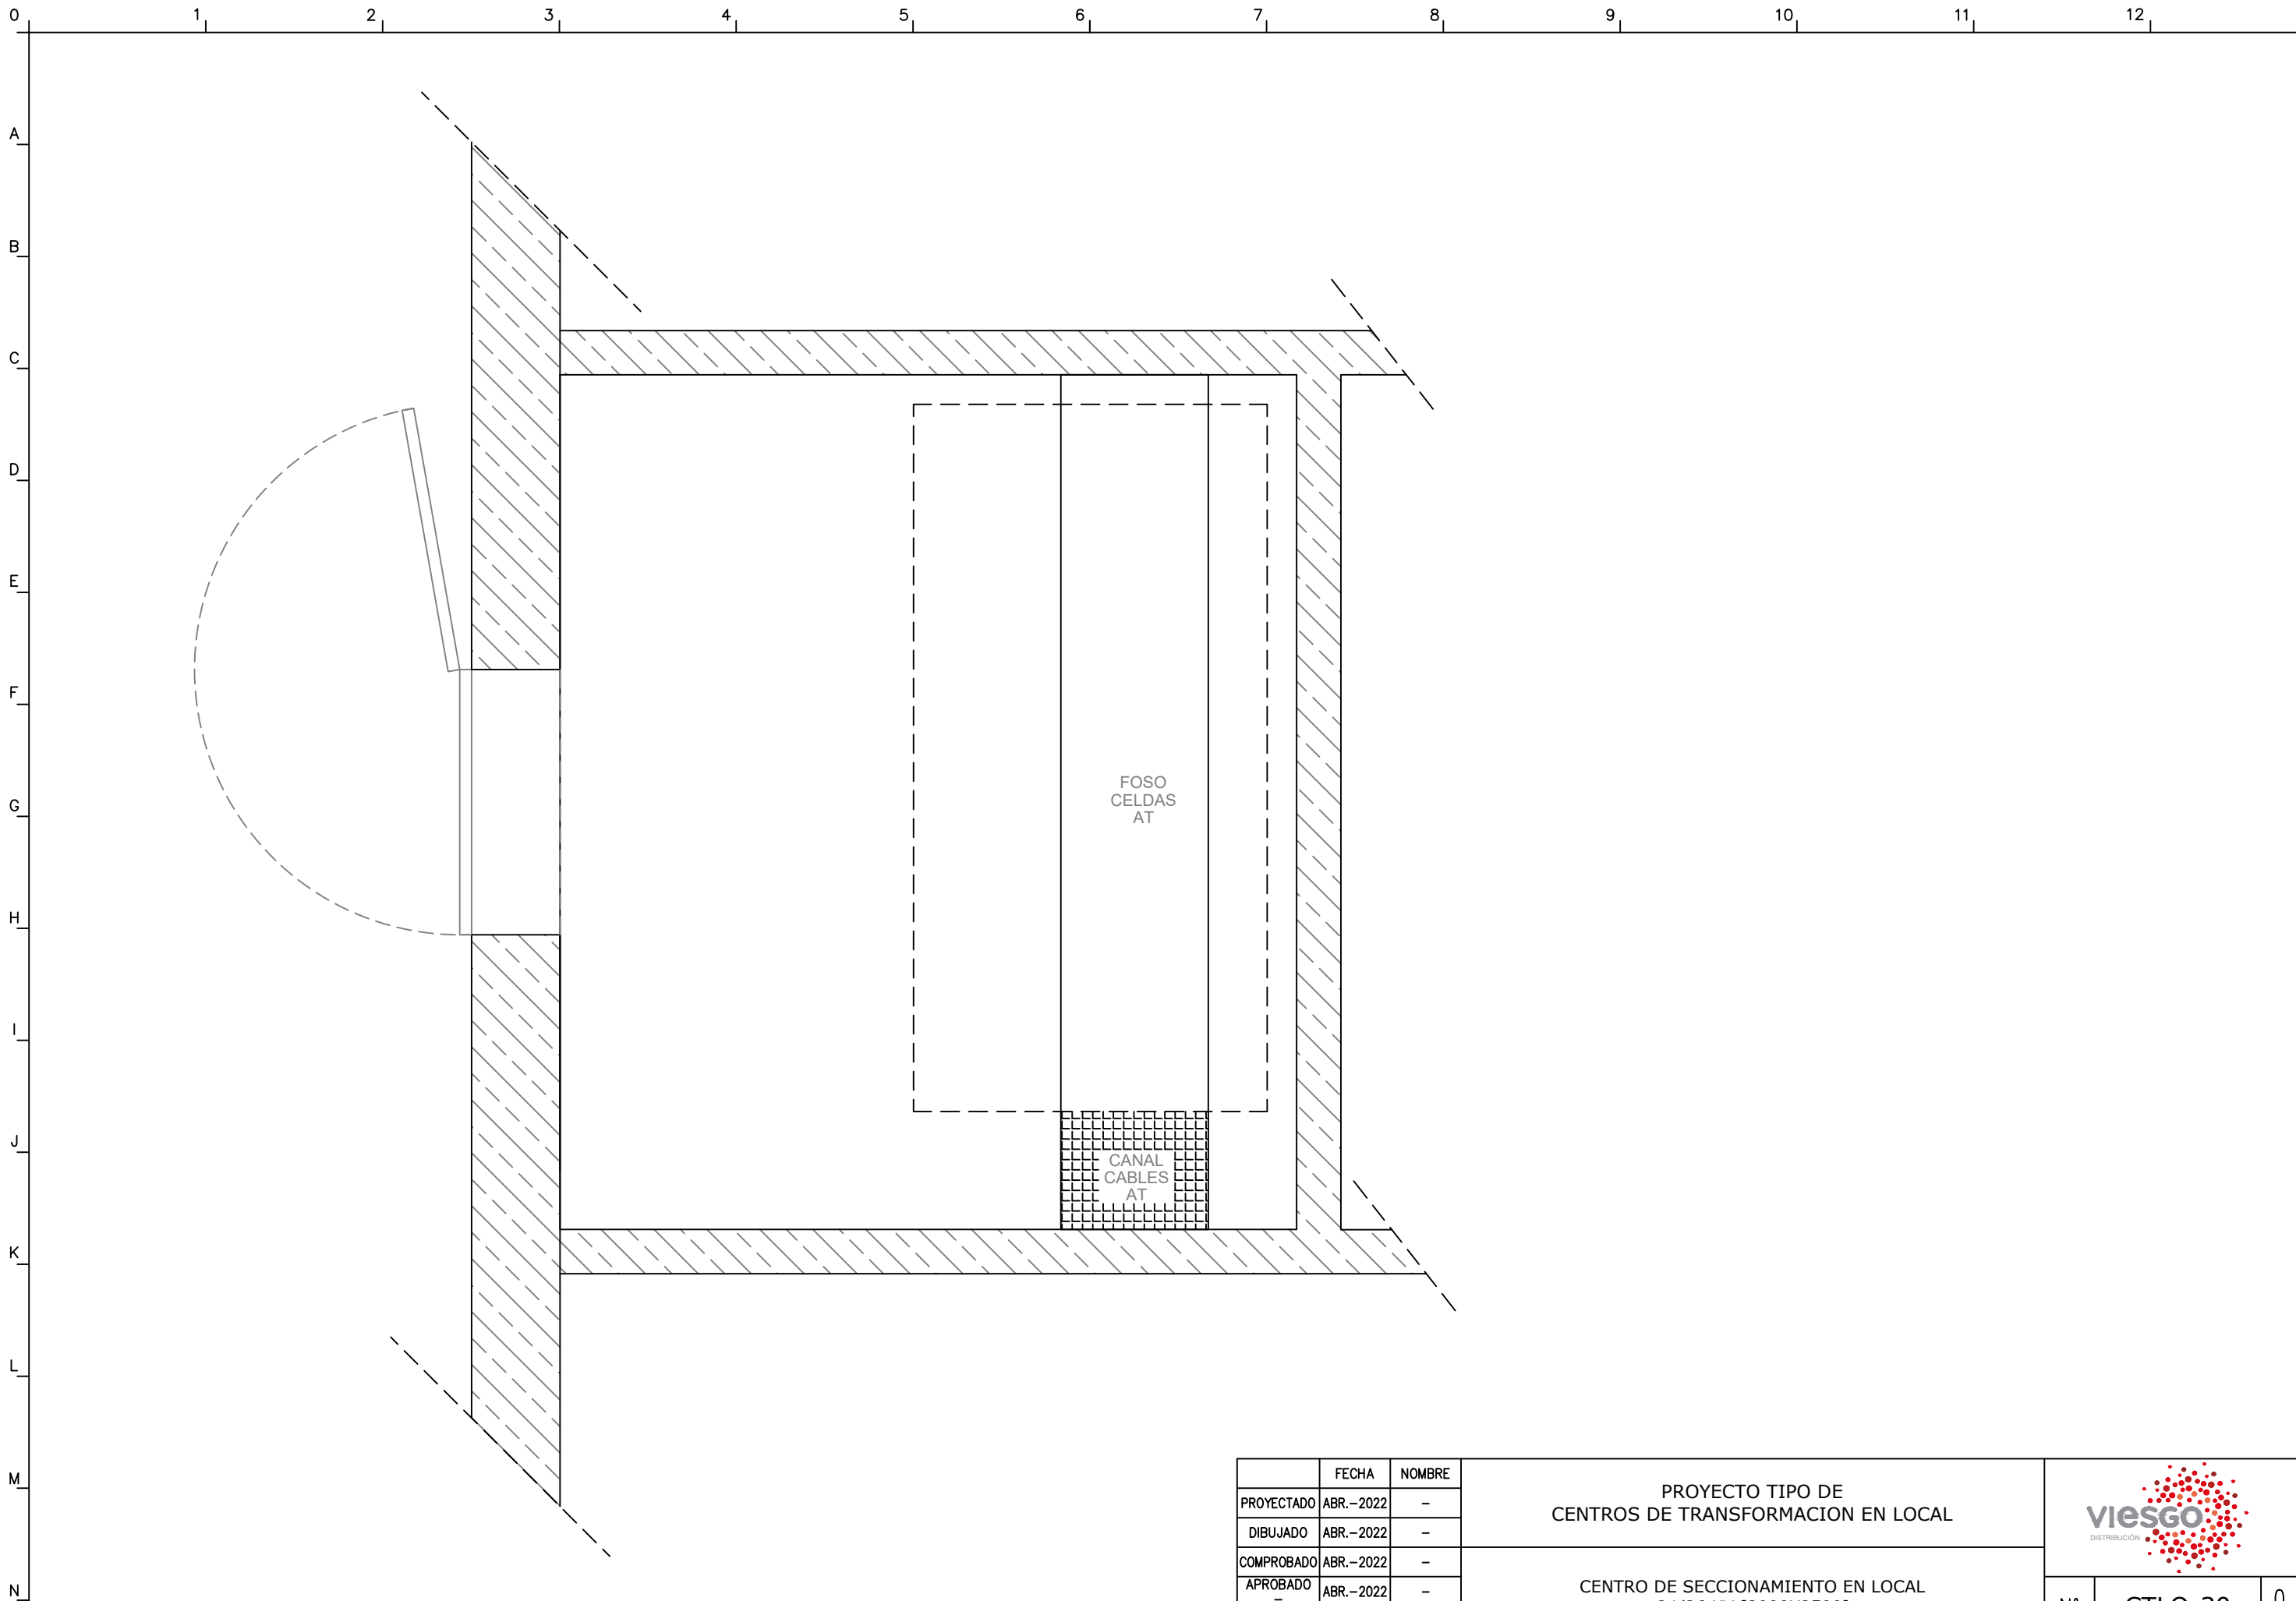 0 1 2 3 4 5 6 7 8 9 10 11 12
A
B
C
D
E
F
G
H
I
J
K
L
M
N
FOSO
CELDAS
AT
CANAL
CABLES
AT
FECHA NOMBRE
PROYECTADO ABR.-2022 -
DIBUJADO ABR.-2022 -
COMPROBADO ABR.-2022 -
APROBADO ABR.-2022 -
PROYECTO TIPO DE
CENTROS DE TRANSFORMACION EN LOCAL
CENTRO DE SECCIONAMIENTO EN LOCAL
viesgo
DISTRIBUCIÓN